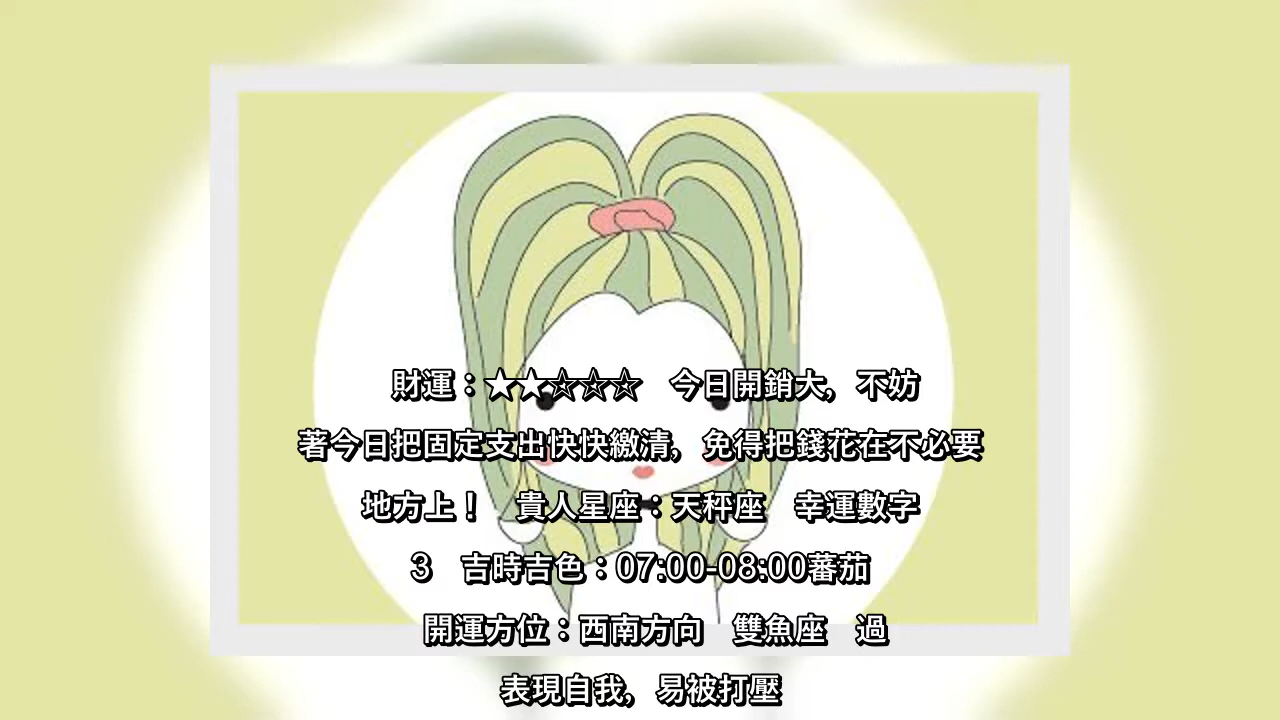 財運：★★☆☆☆　今日開銷大，不妨
著今日把固定支出快快繳清，免得把錢花在不必要
地方上！　貴人星座：天秤座　幸運數字
3　吉時吉色：07:00-08:00蕃茄
開運方位：西南方向　雙魚座　過
表現自我，易被打壓